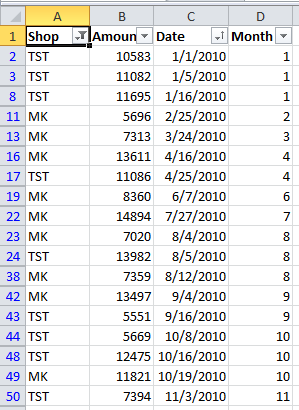 A B C D
1 Shop Amoun Date Month
2 TST 10583 1/1/2010 1
3 TST 11082 1/5/2010 1
8 TST 11695 1/16/2010 1
11 MK 5696 2/25/2010 2
13 MK 7313 3/24/2010 3
16 MK 13611 4/16/2010 4
17 TST 11086 4/25/2010 4
19 MK 8360 6/7/2010 6
22 MK 14894 7/27/2010 7
23 MK 7020 8/4/2010 8
24 TST 13982 8/5/2010 8
38 MK 7359 8/12/2010 8
42 MK 13497 9/4/2010 9
43 TST 5551 9/16/2010 9
44 TST 5669 10/8/2010 10
48 TST 12475 10/16/2010 10
49 MK 11821 10/19/2010 10
50 TST 7394 11/3/2010 11